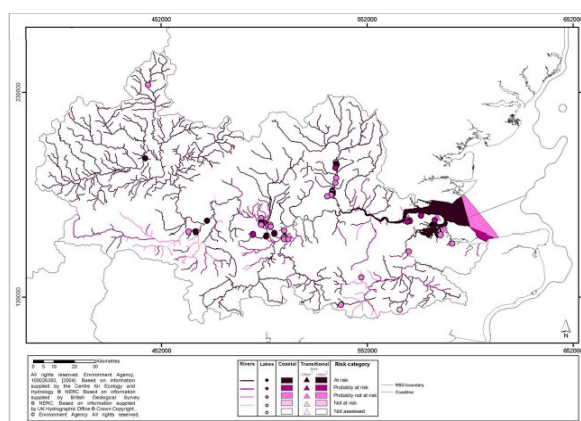 452000 552000 652000
200000
100000
452000 552000 652000
0 5 10 20 30 Kilometers
All rights reserved. Environment Agency,
100026380, [2004]. Based on information
supplied by the Centre for Ecology and
Hydrology © NERC. Based on information
supplied by British Geological Survey
© NERC. Based on information supplied
by UK Hydrographic Office © Crown Copyright.
© Environment Agency All rights reserved.
Rivers Lakes Coastal Transitional Risk category
At risk
Probably at risk
Probably not at risk
Not at risk
Not assessed
RBD boundary
Coastline
N